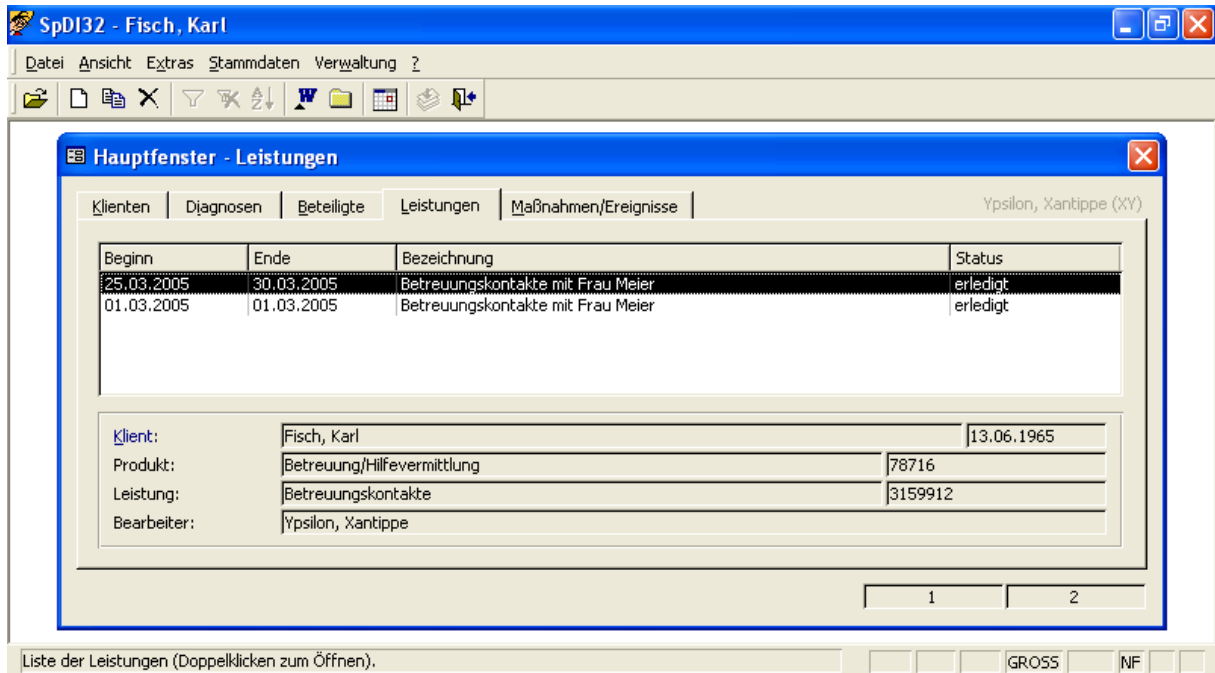 SpDI32 - Fisch, Karl
Datei Ansicht Extras Stammdaten Verwaltung ?
Hauptfenster - Leistungen
Klienten Diagnosen Beteiligte Leistungen Maßnahmen/Ereignisse Ypsilon, Xantippe (XY)
Beginn Ende Bezeichnung Status
25.03.2005 30.03.2005 Betreuungskontakte mit Frau Meier erledigt
01.03.2005 01.03.2005 Betreuungskontakte mit Frau Meier erledigt
Klient: Fisch, Karl 13.06.1965
Produkt: Betreuung/Hilfevermittlung 78716
Leistung: Betreuungskontakte 3159912
Bearbeiter: Ypsilon, Xantippe
1 2
Liste der Leistungen (Doppelklicken zum Öffnen). GROSS NF